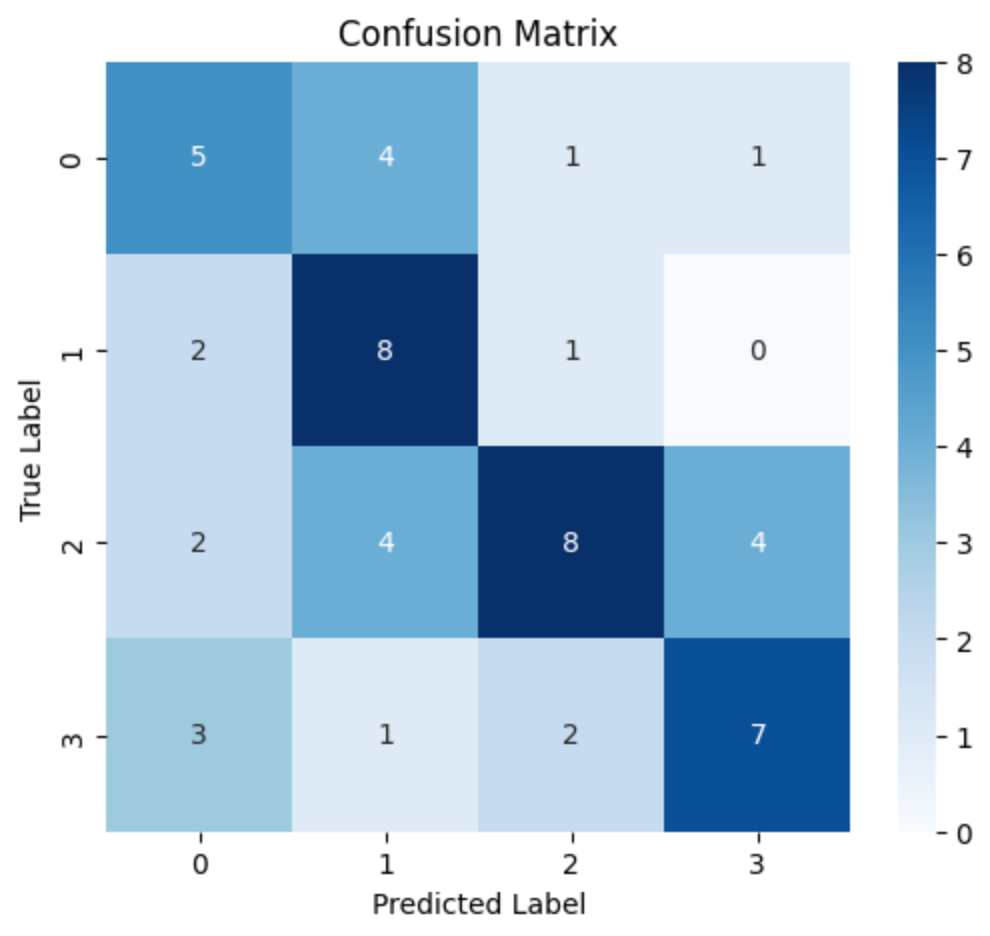 Confusion Matrix
0 5 4 1 1
1 2 8 1 0
2 2 4 8 4
3 3 1 2 7
0 1 2 3
Predicted Label
True Label
8
7
6
5
4
3
2
1
0